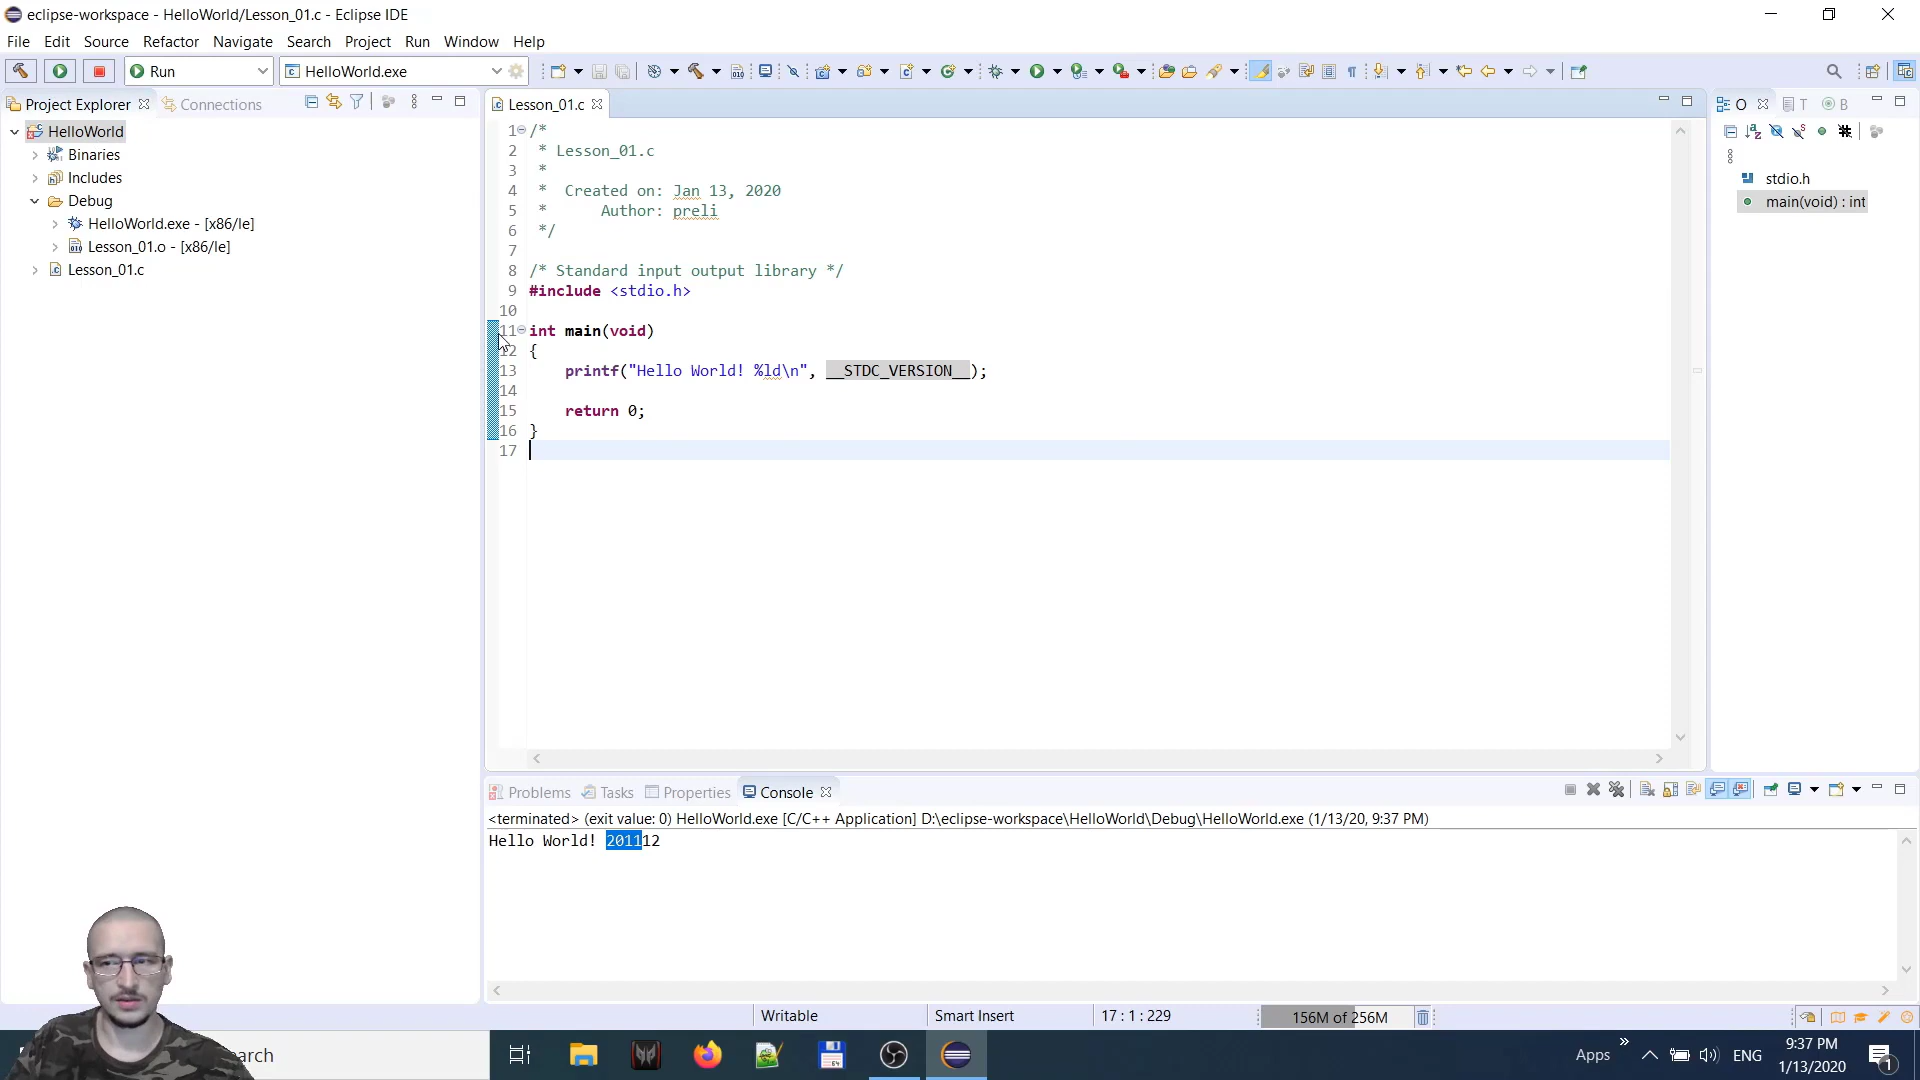 eclipse-workspace - HelloWorld/Lesson_01.c - Eclipse IDE
File Edit Source Refactor Navigate Search Project Run Window Help
Run HelloWorld.exe
Project Explorer Connections
HelloWorld
Binaries
Includes
Debug
HelloWorld.exe - [x86/le]
Lesson_01.o - [x86/le]
Lesson_01.c
Lesson_01.c
1 /*
2 * Lesson_01.c
3 *
4 * Created on: Jan 13, 2020
5 * Author: preli
6 */
7
8 /* Standard input output library */
9 #include <stdio.h>
10
11 int main(void)
12 {
13 printf("Hello World! %ld\n", __STDC_VERSION__);
14
15 return 0;
16 }
17
O T B
stdio.h
main(void) : int
Problems Tasks Properties Console
<terminated> (exit value: 0) HelloWorld.exe [C/C++ Application] D:\eclipse-workspace\HelloWorld\Debug\HelloWorld.exe (1/13/20, 9:37 PM)
Hello World! 201112
Writable Smart Insert 17 : 1 : 229 156M of 256M
Apps ENG 9:37 PM
1/13/2020
1